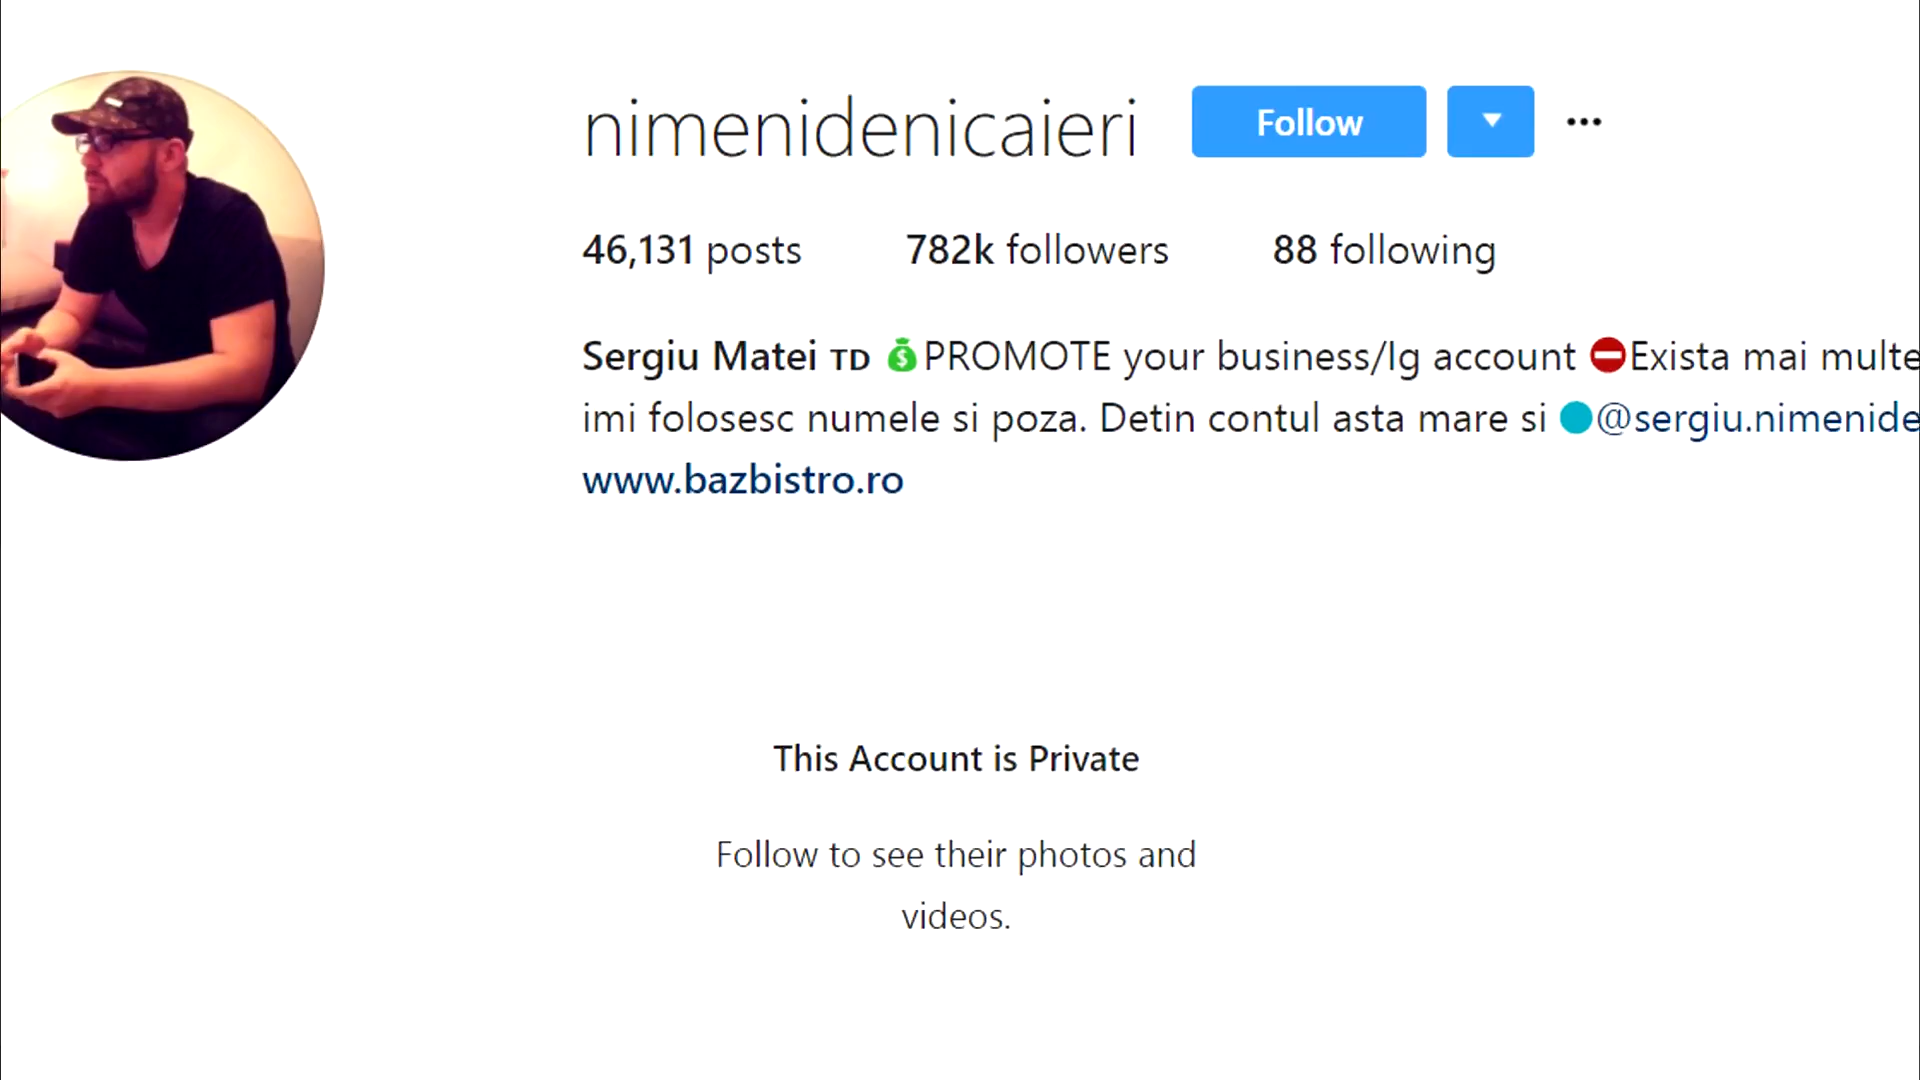 nimenidenicaieri Follow
46,131 posts 782k followers 88 following
Sergiu Matei TD 💰PROMOTE your business/Ig account ⛔Exista mai multe
imi folosesc numele si poza. Detin contul asta mare si @sergiu.nimenide
www.bazbistro.ro
This Account is Private
Follow to see their photos and
videos.